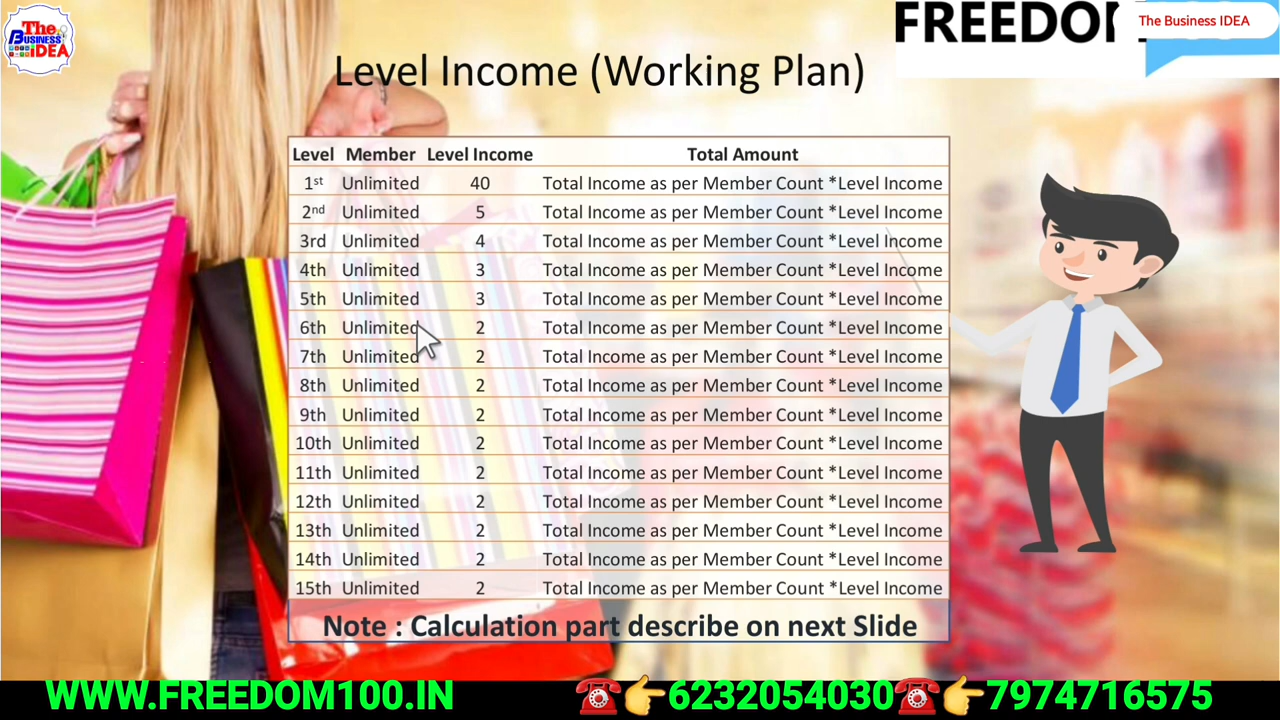 The
BUSINESS
iDEA
FREEDOM
The Business IDEA
Level Income (Working Plan)
Level Member Level Income Total Amount
1st Unlimited 40 Total Income as per Member Count *Level Income
2nd Unlimited 5 Total Income as per Member Count *Level Income
3rd Unlimited 4 Total Income as per Member Count *Level Income
4th Unlimited 3 Total Income as per Member Count *Level Income
5th Unlimited 3 Total Income as per Member Count *Level Income
6th Unlimited 2 Total Income as per Member Count *Level Income
7th Unlimited 2 Total Income as per Member Count *Level Income
8th Unlimited 2 Total Income as per Member Count *Level Income
9th Unlimited 2 Total Income as per Member Count *Level Income
10th Unlimited 2 Total Income as per Member Count *Level Income
11th Unlimited 2 Total Income as per Member Count *Level Income
12th Unlimited 2 Total Income as per Member Count *Level Income
13th Unlimited 2 Total Income as per Member Count *Level Income
14th Unlimited 2 Total Income as per Member Count *Level Income
15th Unlimited 2 Total Income as per Member Count *Level Income
Note : Calculation part describe on next Slide
WWW.FREEDOM100.IN ☎️👉6232054030☎️👉7974716575